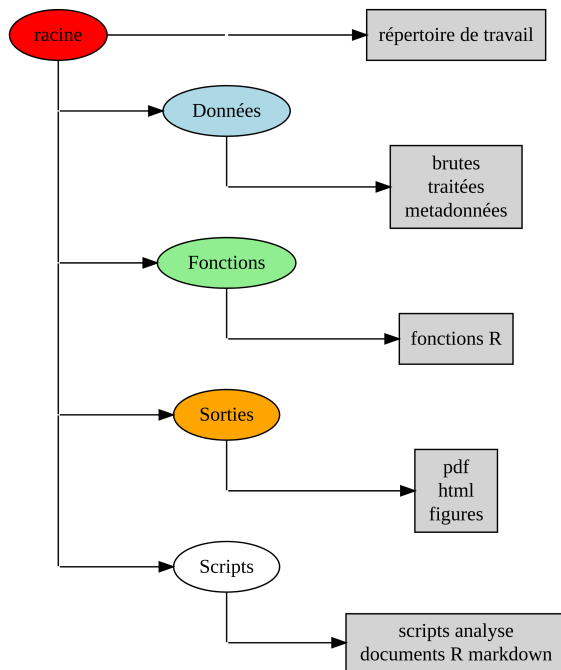 racine
répertoire de travail
Données
brutes
traitées
metadonnées
Fonctions
fonctions R
Sorties
pdf
html
figures
Scripts
scripts analyse
documents R markdown